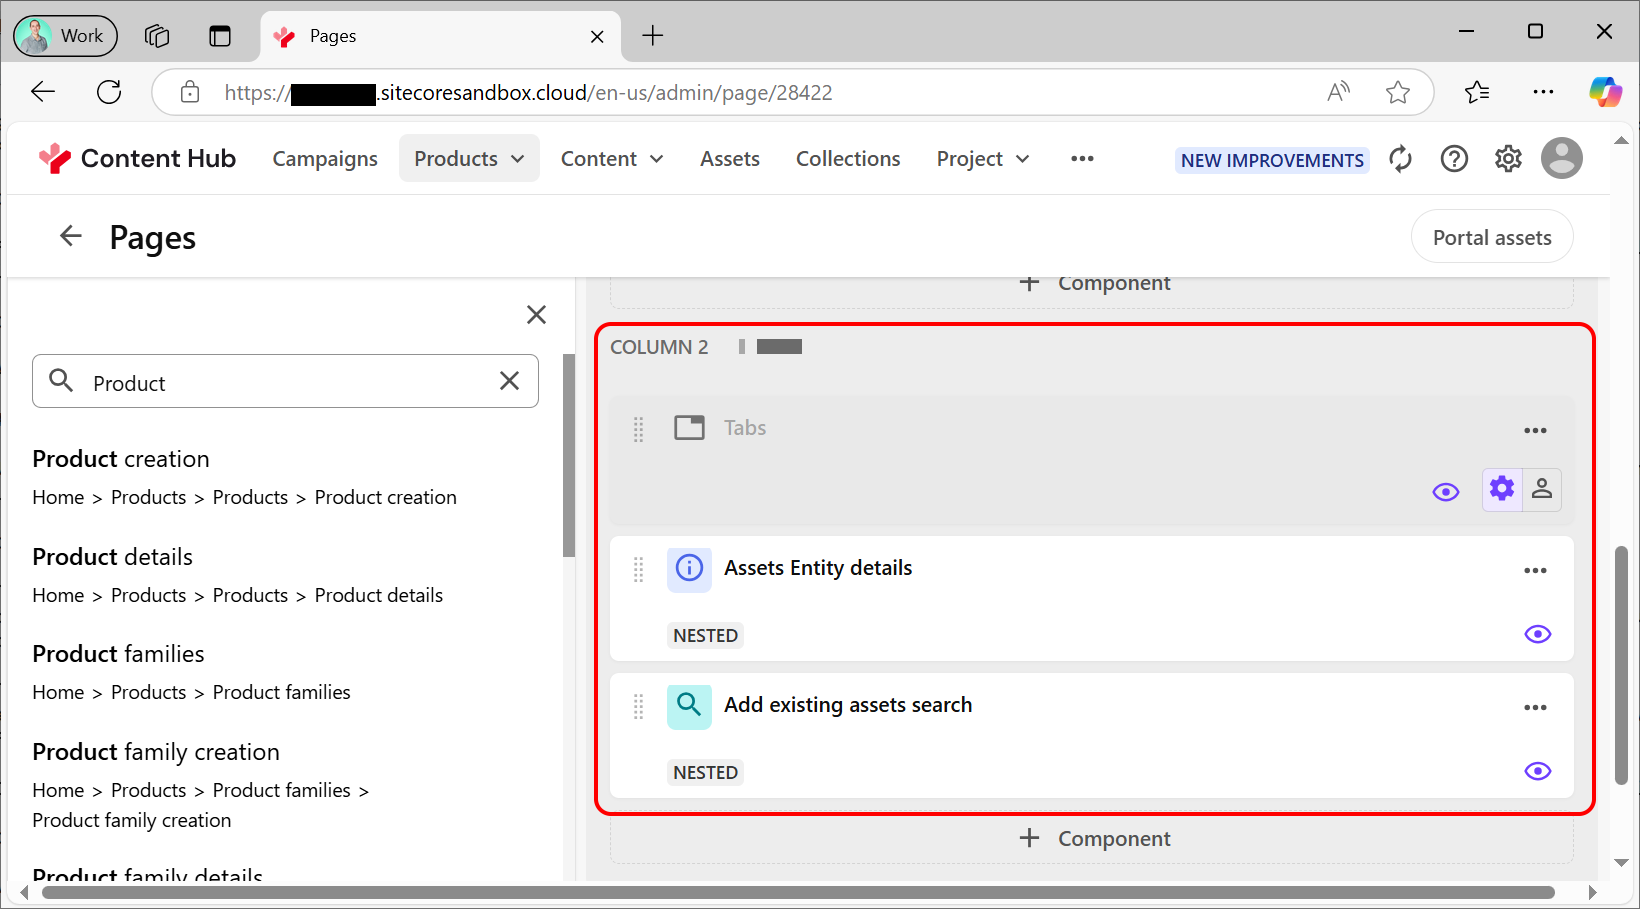 Work
Pages
https://
.sitecoresandbox.cloud/en-us/admin/page/28422
Content Hub
Campaigns
Products
Content
Assets
Collections
Project
NEW IMPROVEMENTS
Pages
Portal assets
Product
Product creation
Home > Products > Products > Product creation
Product details
Home > Products > Products > Product details
Product families
Home > Products > Product families
Product family creation
Home > Products > Product families >
Product family creation
Product family details
+ Component
COLUMN 2
Tabs
Assets Entity details
NESTED
Add existing assets search
NESTED
+ Component